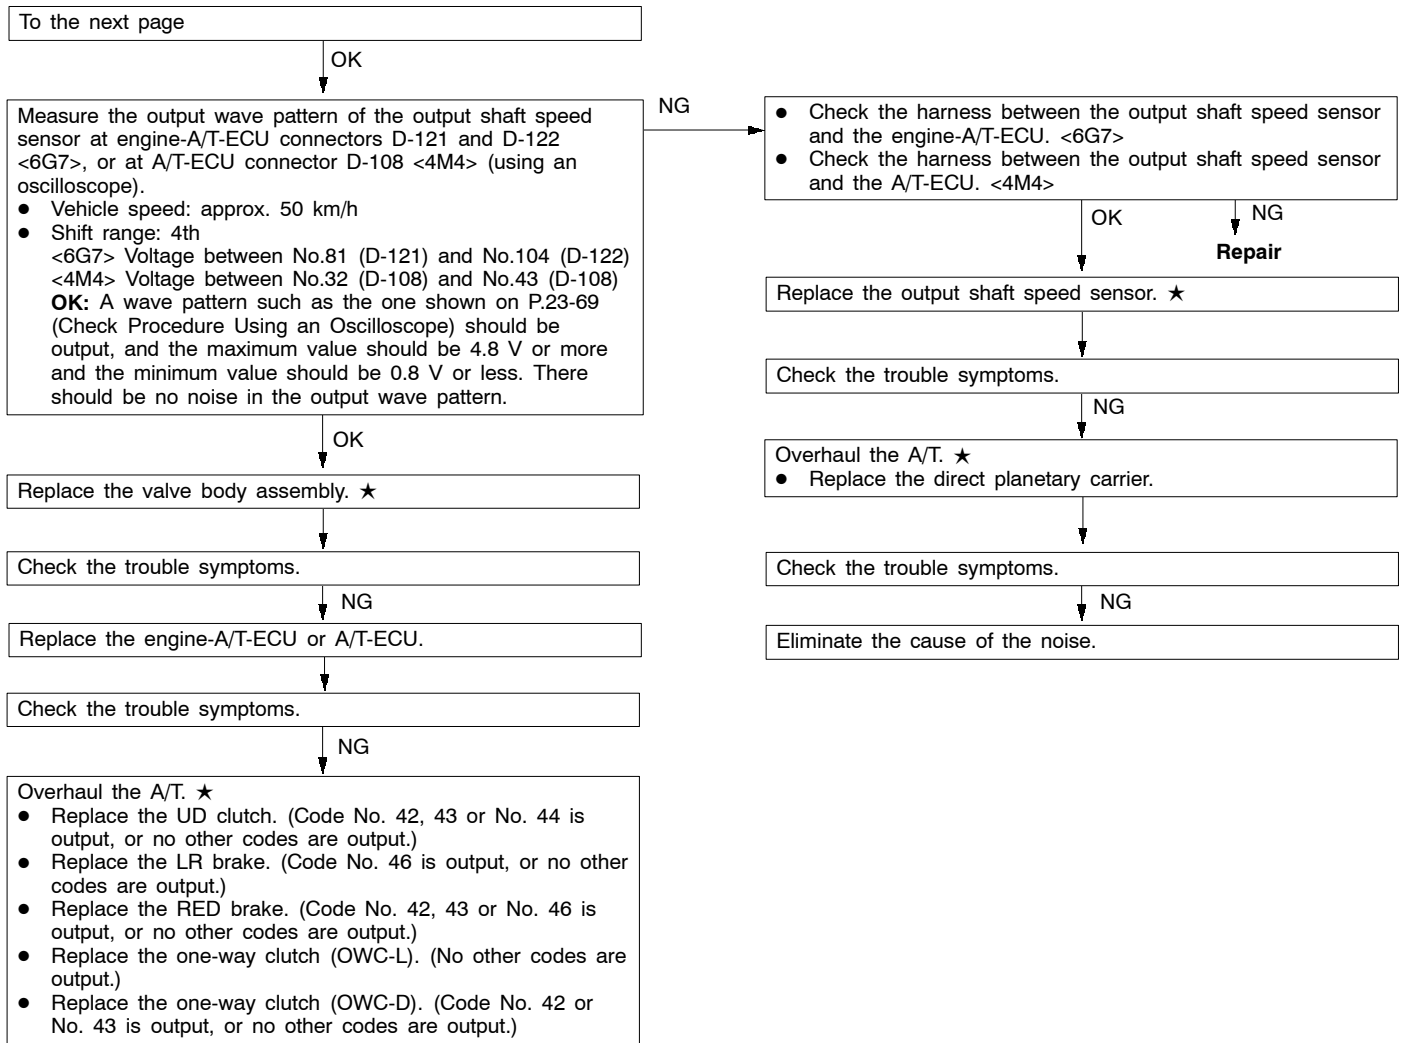 To the next page
OK
Measure the output wave pattern of the output shaft speed
sensor at engine-A/T-ECU connectors D-121 and D-122
<6G7>, or at A/T-ECU connector D-108 <4M4> (using an
oscilloscope).
● Vehicle speed: approx. 50 km/h
● Shift range: 4th
<6G7> Voltage between No.81 (D-121) and No.104 (D-122)
<4M4> Voltage between No.32 (D-108) and No.43 (D-108)
OK: A wave pattern such as the one shown on P.23-69
(Check Procedure Using an Oscilloscope) should be
output, and the maximum value should be 4.8 V or more
and the minimum value should be 0.8 V or less. There
should be no noise in the output wave pattern.
OK
Replace the valve body assembly. ★
Check the trouble symptoms.
NG
Replace the engine-A/T-ECU or A/T-ECU.
Check the trouble symptoms.
NG
Overhaul the A/T. ★
● Replace the UD clutch. (Code No. 42, 43 or No. 44 is
output, or no other codes are output.)
● Replace the LR brake. (Code No. 46 is output, or no other
codes are output.)
● Replace the RED brake. (Code No. 42, 43 or No. 46 is
output, or no other codes are output.)
● Replace the one-way clutch (OWC-L). (No other codes are
output.)
● Replace the one-way clutch (OWC-D). (Code No. 42 or
No. 43 is output, or no other codes are output.)
NG
● Check the harness between the output shaft speed sensor
and the engine-A/T-ECU. <6G7>
● Check the harness between the output shaft speed sensor
and the A/T-ECU. <4M4>
OK
NG
Repair
Replace the output shaft speed sensor. ★
Check the trouble symptoms.
NG
Overhaul the A/T. ★
● Replace the direct planetary carrier.
Check the trouble symptoms.
NG
Eliminate the cause of the noise.